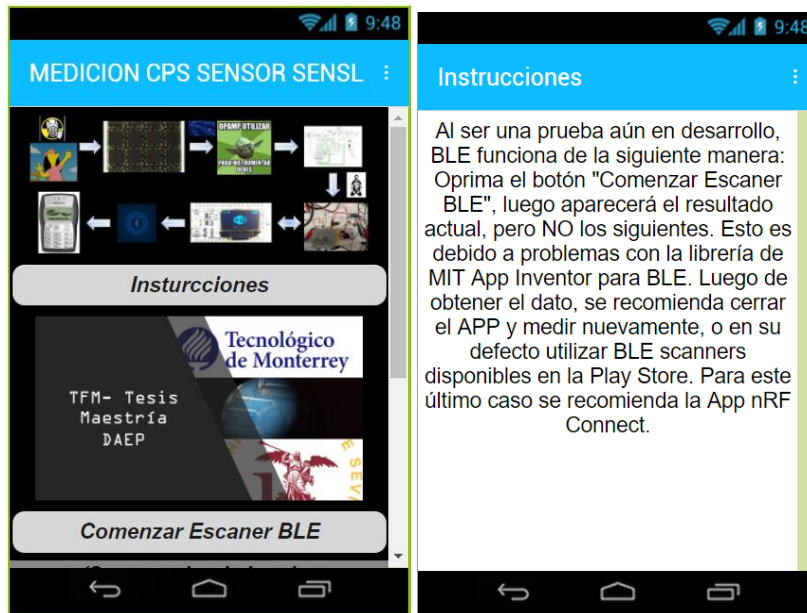 9:48
MEDICION CPS SENSOR SENSL
OPAMP UTILIZAR
PARA INSTRUMENTAR
DEBES
Insturcciones
Tecnológico
de Monterrey
TFM- Tesis
Maestría
DAEP
Comenzar Escaner BLE
9:48
Instrucciones
Al ser una prueba aún en desarrollo,
BLE funciona de la siguiente manera:
Oprima el botón "Comenzar Escaner
BLE", luego aparecerá el resultado
actual, pero NO los siguientes. Esto es
debido a problemas con la librería de
MIT App Inventor para BLE. Luego de
obtener el dato, se recomienda cerrar
el APP y medir nuevamente, o en su
defecto utilizar BLE scanners
disponibles en la Play Store. Para este
último caso se recomienda la App nRF
Connect.